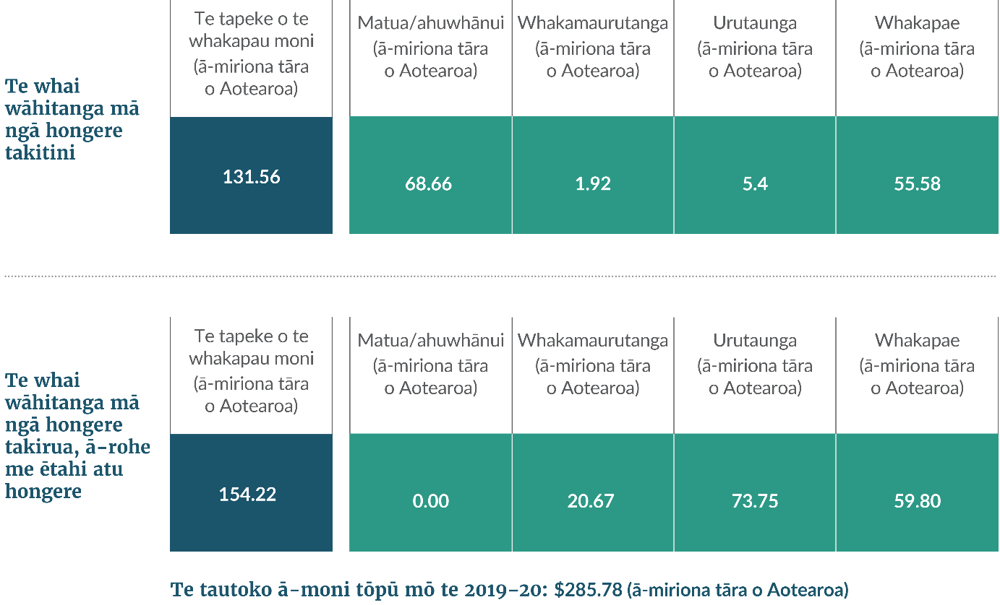 Te whai
wāhitanga mā
ngā hongere
takitini
Te tapeke o te
whakapau moni
(ā-miriona tāra
o Aotearoa)
131.56
Matua/ahuwhānui
(ā-miriona tāra
o Aotearoa)
68.66
Whakamaurutanga
(ā-miriona tāra
o Aotearoa)
1.92
Urutaunga
(ā-miriona tāra
o Aotearoa)
5.4
Whakapae
(ā-miriona tāra
o Aotearoa)
55.58
Te whai
wāhitanga mā
ngā hongere
takirua, ā-rohe
me ētahi atu
hongere
Te tapeke o te
whakapau moni
(ā-miriona tāra
o Aotearoa)
154.22
Matua/ahuwhānui
(ā-miriona tāra
o Aotearoa)
0.00
Whakamaurutanga
(ā-miriona tāra
o Aotearoa)
20.67
Urutaunga
(ā-miriona tāra
o Aotearoa)
73.75
Whakapae
(ā-miriona tāra
o Aotearoa)
59.80
Te tautoko ā-moni tōpū mō te 2019–20: $285.78 (ā-miriona tāra o Aotearoa)